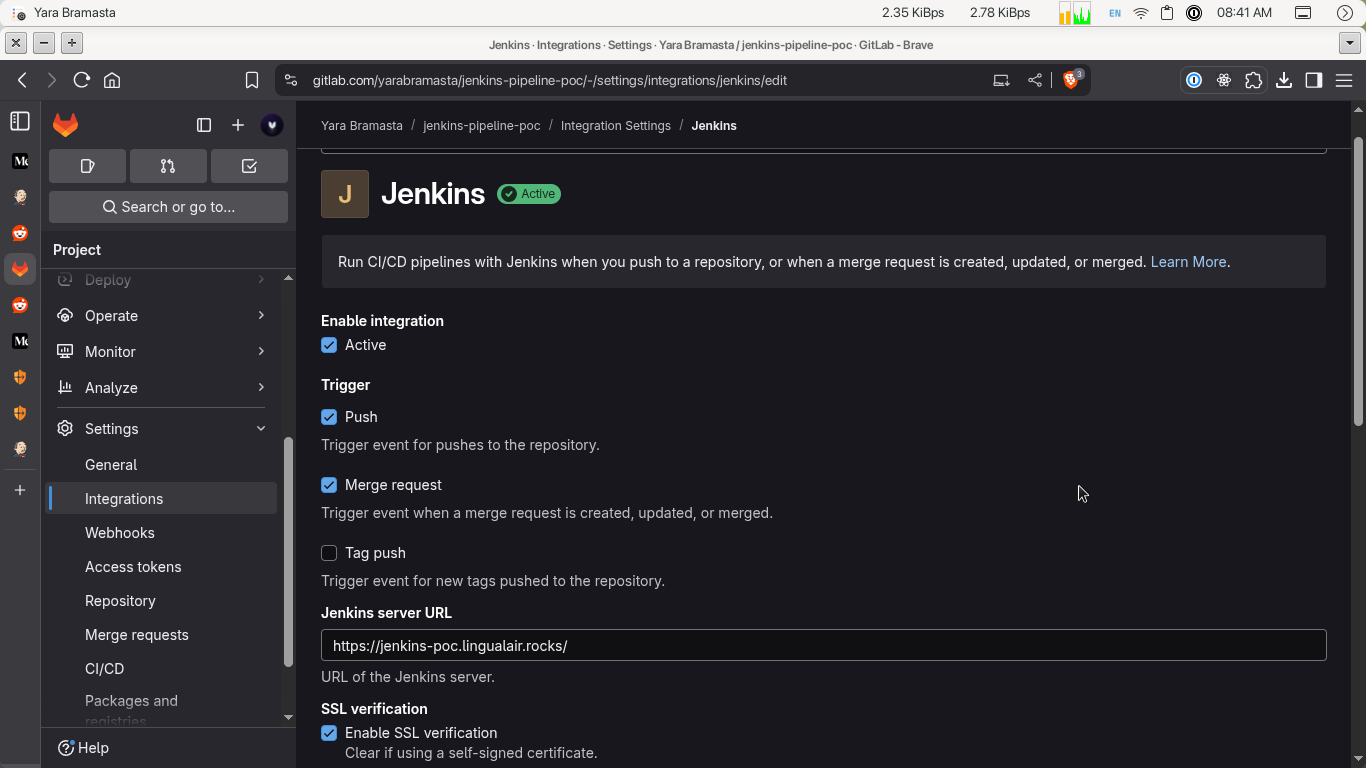 Yara Bramasta
2.35 KiBps
2.78 KiBps
EN
08:41 AM
Jenkins · Integrations · Settings · Yara Bramasta / jenkins-pipeline-poc · GitLab - Brave
gitlab.com/yarabramasta/jenkins-pipeline-poc/-/settings/integrations/jenkins/edit
3
Yara Bramasta / jenkins-pipeline-poc / Integration Settings / Jenkins
Search or go to...
Project
Deploy
Operate
Monitor
Analyze
Settings
General
Integrations
Webhooks
Access tokens
Repository
Merge requests
CI/CD
Packages and
registries
Help
J
Jenkins
Active
Run CI/CD pipelines with Jenkins when you push to a repository, or when a merge request is created, updated, or merged. Learn More.
Enable integration
Active
Trigger
Push
Trigger event for pushes to the repository.
Merge request
Trigger event when a merge request is created, updated, or merged.
Tag push
Trigger event for new tags pushed to the repository.
Jenkins server URL
https://jenkins-poc.lingualair.rocks/
URL of the Jenkins server.
SSL verification
Enable SSL verification
Clear if using a self-signed certificate.